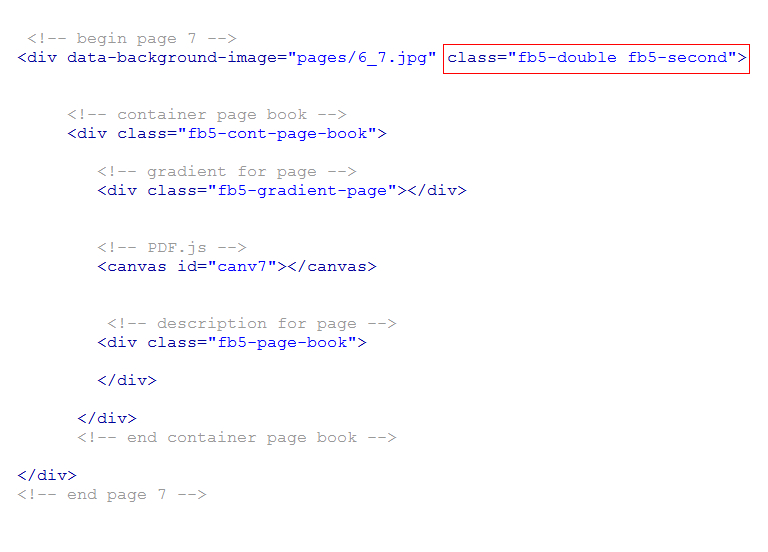 <!-- begin page 7 -->
<div data-background-image="pages/6_7.jpg" class="fb5-double fb5-second">
<!-- container page book -->
<div class="fb5-cont-page-book">
<!-- gradient for page -->
<div class="fb5-gradient-page"></div>
<!-- PDF.js -->
<canvas id="canv7"></canvas>
<!-- description for page -->
<div class="fb5-page-book">
</div>
</div>
<!-- end container page book -->
</div>
<!-- end page 7 -->